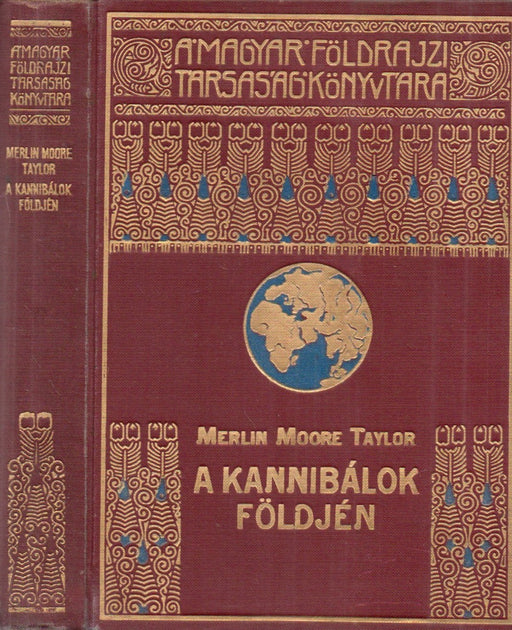 A MAGYAR
FÖLDRAJZI
TÁRSASÁG
KÖNYVTÁRA
MERLIN MOORE
TAYLOR
A KANNIBÁLOK
FÖLDJÉN
A MAGYAR FÖLDRAJZI
TÁRSASÁG KÖNYVTÁRA
MERLIN MOORE TAYLOR
A KANNIBÁLOK
FÖLDJÉN